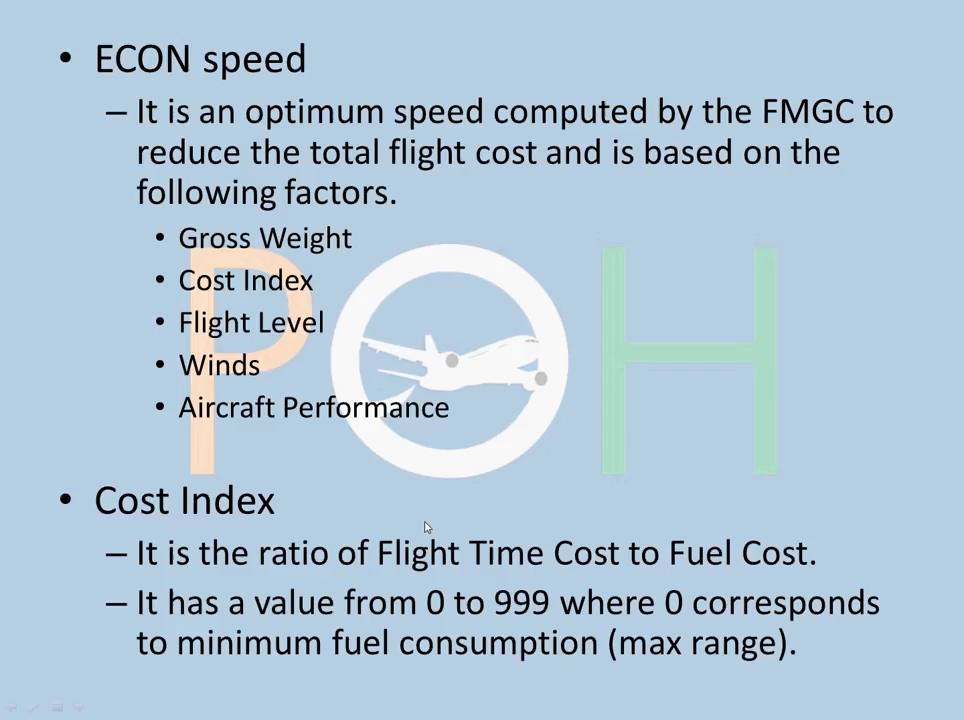 • ECON speed
– It is an optimum speed computed by the FMGC to
reduce the total flight cost and is based on the
following factors.
• Gross Weight
• Cost Index
• Flight Level
• Winds
• Aircraft Performance
P H
• Cost Index
– It is the ratio of Flight Time Cost to Fuel Cost.
– It has a value from 0 to 999 where 0 corresponds
to minimum fuel consumption (max range).